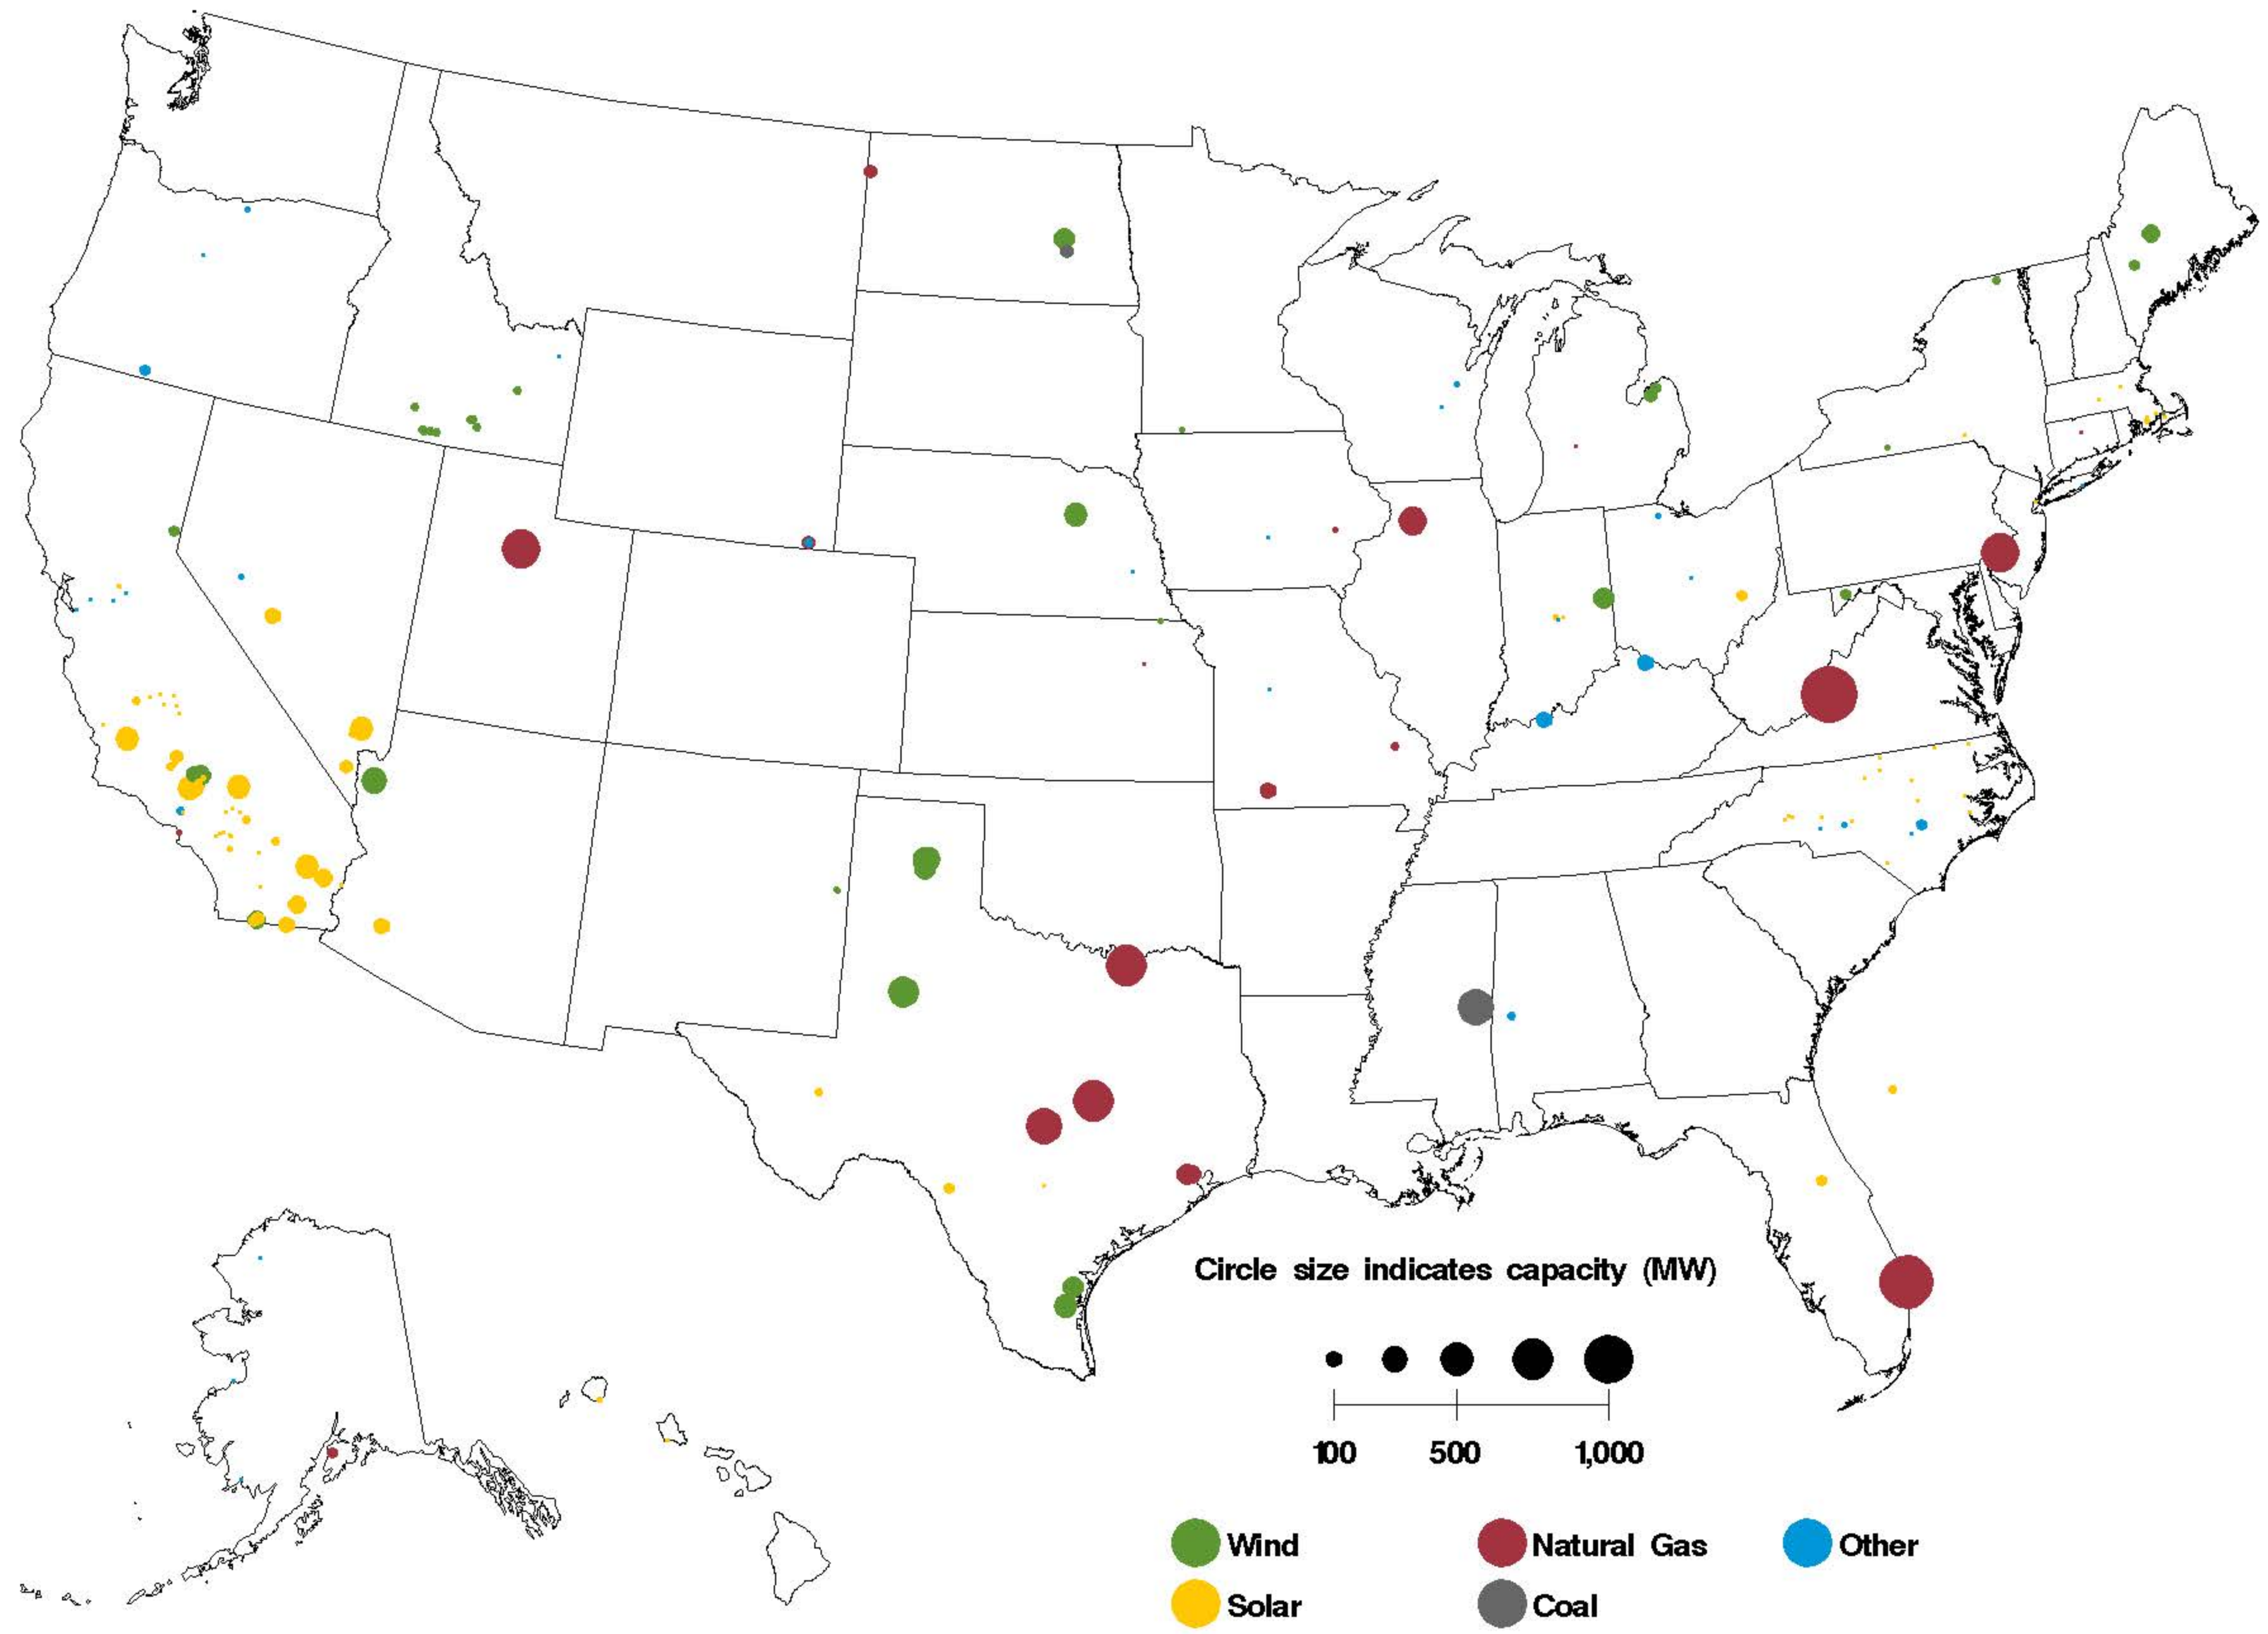 Circle size indicates capacity (MW)
100 500 1,000
Wind Natural Gas Other
Solar Coal